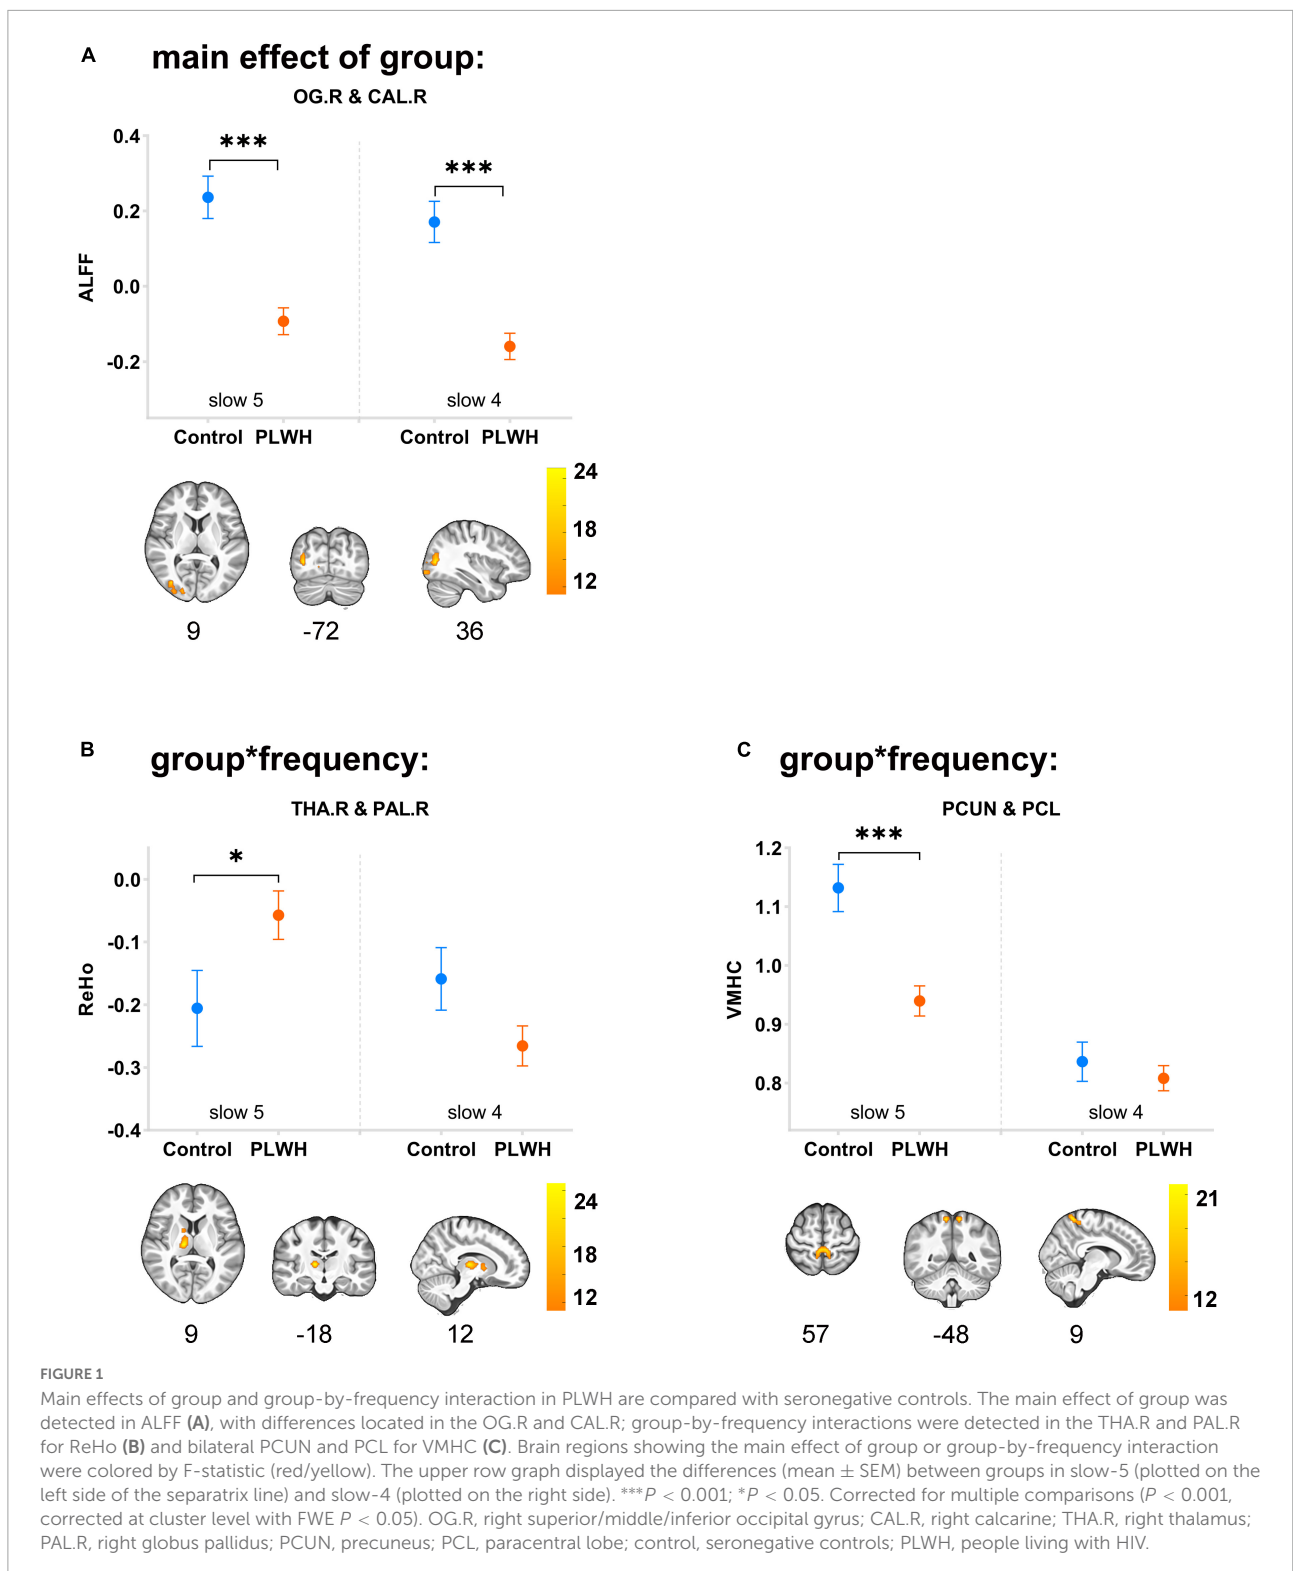 A main effect of group:
OG.R & CAL.R
***
***
0.4
0.2
0.0
-0.2
ALFF
slow 5 slow 4
Control PLWH Control PLWH
24
18
12
9 -72 36
B group*frequency:
THA.R & PAL.R
*
0.0
-0.1
-0.2
-0.3
-0.4
ReHo
slow 5 slow 4
Control PLWH Control PLWH
24
18
12
9 -18 12
C group*frequency:
PCUN & PCL
***
1.2
1.1
1.0
0.9
0.8
VMHC
slow 5 slow 4
Control PLWH Control PLWH
21
12
57 -48 9
FIGURE 1
Main effects of group and group-by-frequency interaction in PLWH are compared with seronegative controls. The main effect of group was
detected in ALFF (A), with differences located in the OG.R and CAL.R; group-by-frequency interactions were detected in the THA.R and PAL.R
for ReHo (B) and bilateral PCUN and PCL for VMHC (C). Brain regions showing the main effect of group or group-by-frequency interaction
were colored by F-statistic (red/yellow). The upper row graph displayed the differences (mean ± SEM) between groups in slow-5 (plotted on the
left side of the separatrix line) and slow-4 (plotted on the right side). ***P < 0.001; *P < 0.05. Corrected for multiple comparisons (P < 0.001,
corrected at cluster level with FWE P < 0.05). OG.R, right superior/middle/inferior occipital gyrus; CAL.R, right calcarine; THA.R, right thalamus;
PAL.R, right globus pallidus; PCUN, precuneus; PCL, paracentral lobe; control, seronegative controls; PLWH, people living with HIV.